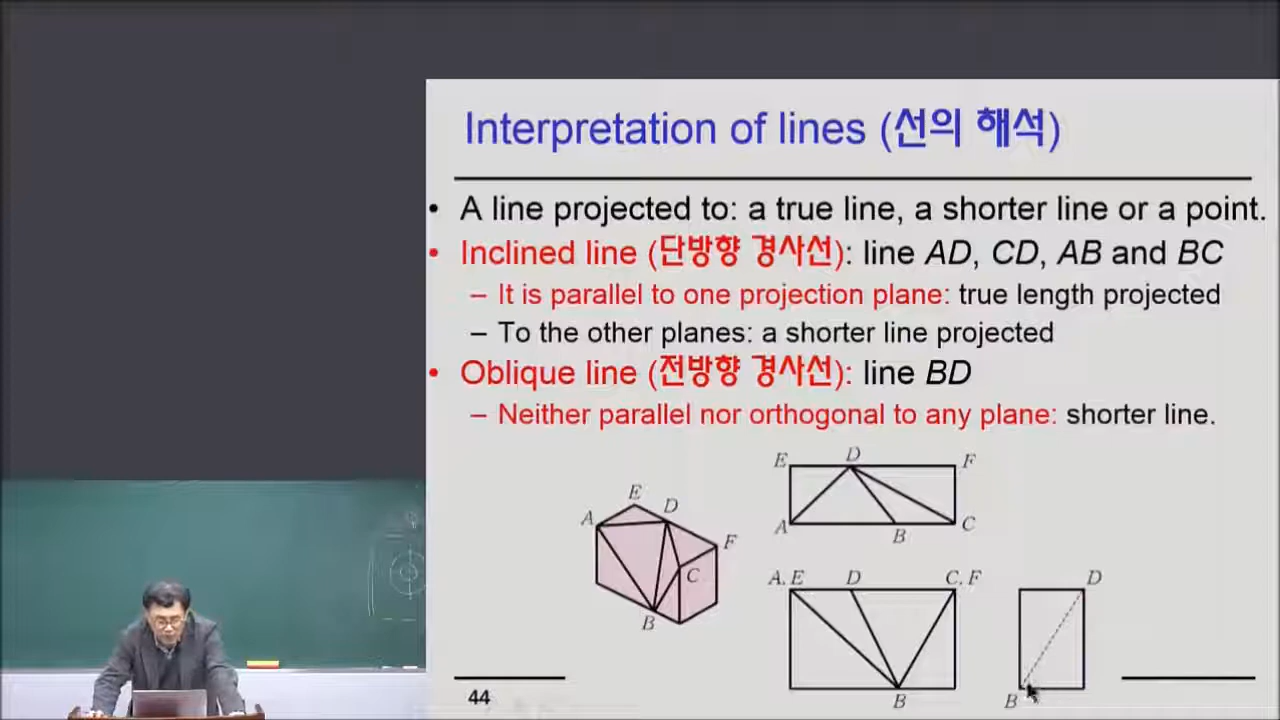 Interpretation of lines (선의 해석)
• A line projected to: a true line, a shorter line or a point.
• Inclined line (단방향 경사선): line AD, CD, AB and BC
– It is parallel to one projection plane: true length projected
– To the other planes: a shorter line projected
• Oblique line (전방향 경사선): line BD
– Neither parallel nor orthogonal to any plane: shorter line.
E D F
A B C
E D
A F
C
B
A. E D C. F
B
D
B
44